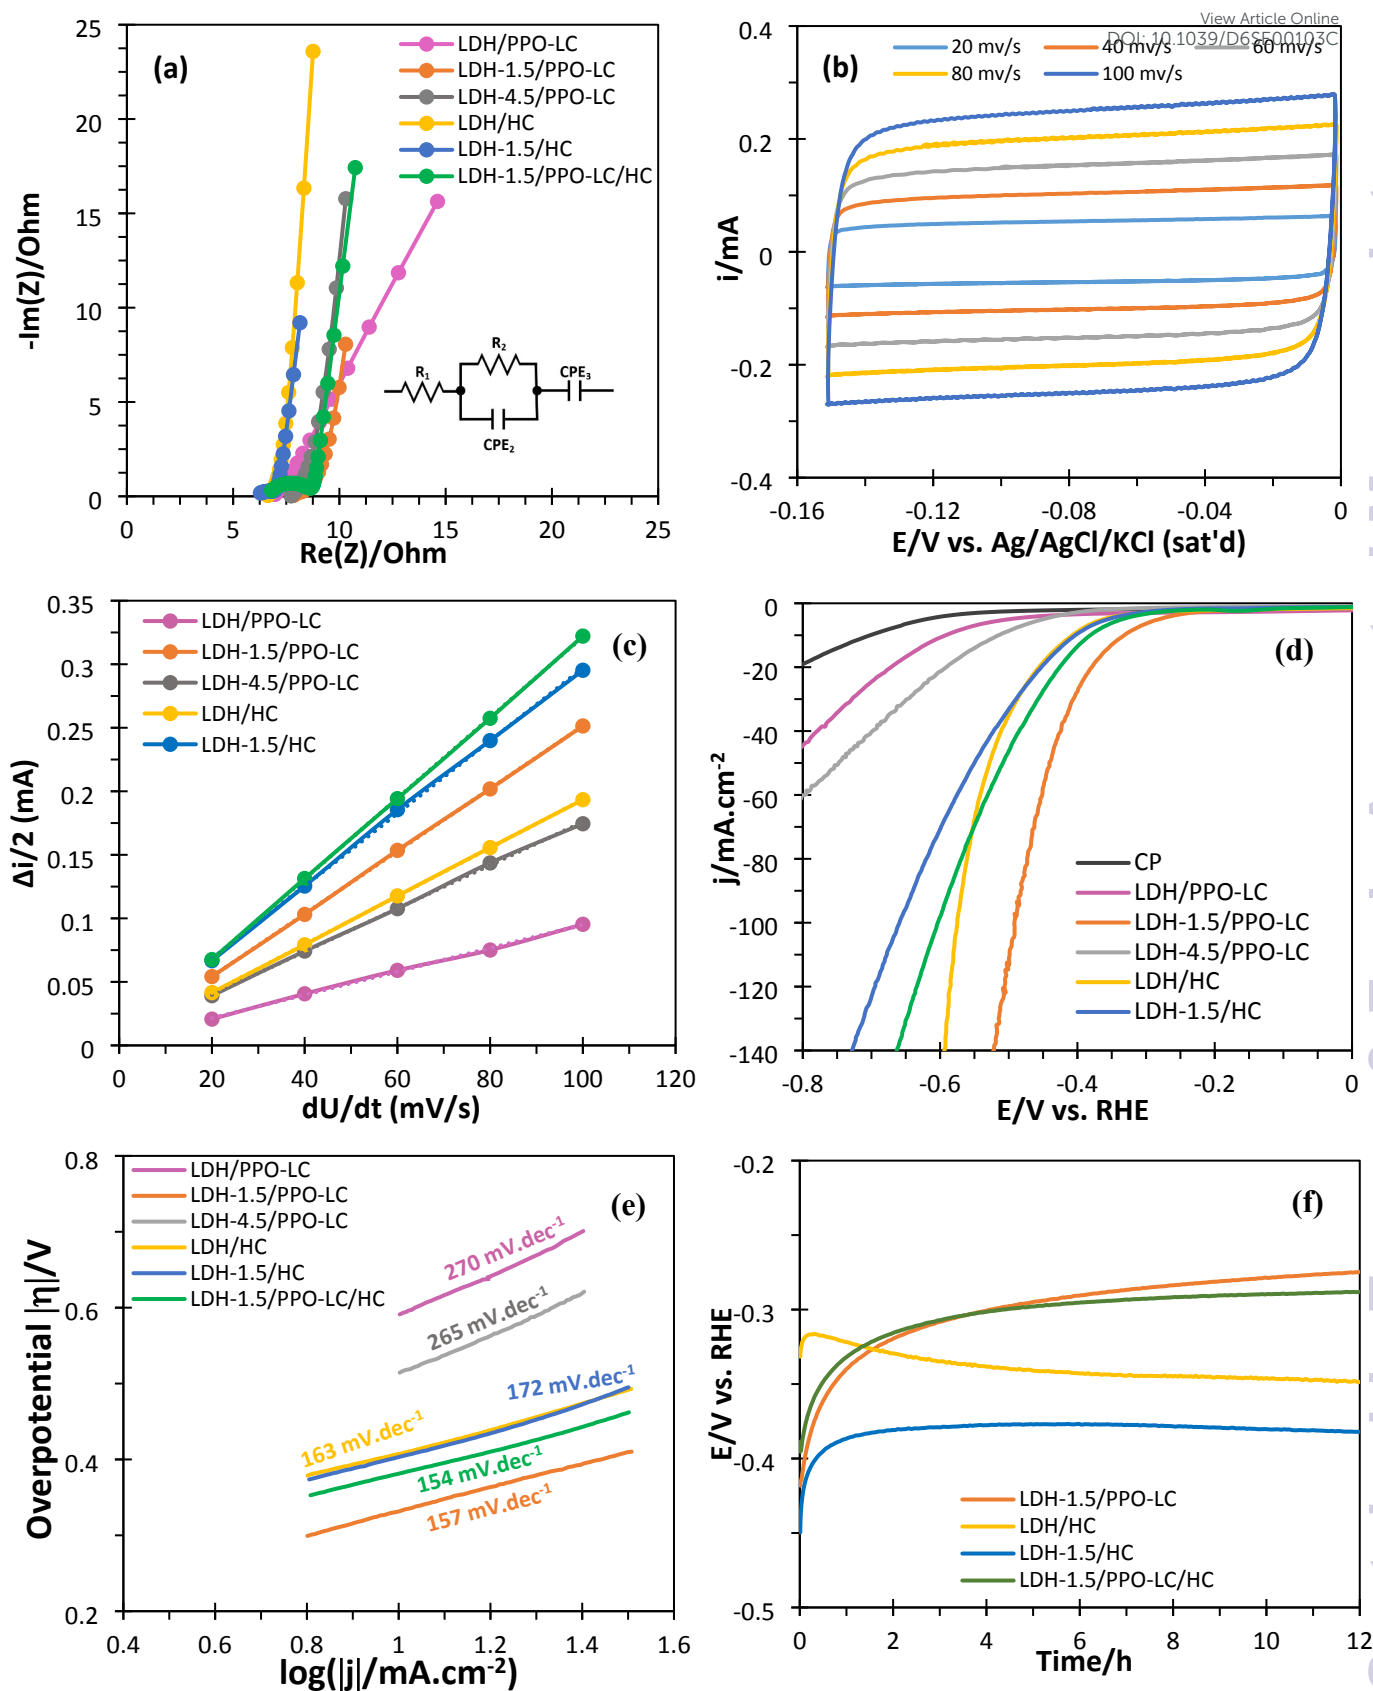 View Article Online
DOI: 10.1039/D6SE00103C
(a)
LDH/PPO-LC
LDH-1.5/PPO-LC
LDH-4.5/PPO-LC
LDH/HC
LDH-1.5/HC
LDH-1.5/PPO-LC/HC
-Im(Z)/Ohm
25
20
15
10
5
0
R1
R2
CPE2
CPE3
0 5 10 15 20 25
Re(Z)/Ohm
(b)
20 mv/s 40 mv/s 60 mv/s
80 mv/s 100 mv/s
i/mA
0.4
0.2
0
-0.2
-0.4
-0.16 -0.12 -0.08 -0.04 0
E/V vs. Ag/AgCl/KCl (sat'd)
(c)
LDH/PPO-LC
LDH-1.5/PPO-LC
LDH-4.5/PPO-LC
LDH/HC
LDH-1.5/HC
Δi/2 (mA)
0.35
0.3
0.25
0.2
0.15
0.1
0.05
0
0 20 40 60 80 100 120
dU/dt (mV/s)
(d)
j/mA.cm-2
0
-20
-40
-60
-80
-100
-120
-140
CP
LDH/PPO-LC
LDH-1.5/PPO-LC
LDH-4.5/PPO-LC
LDH/HC
LDH-1.5/HC
-0.8 -0.6 -0.4 -0.2 0
E/V vs. RHE
(e)
LDH/PPO-LC
LDH-1.5/PPO-LC
LDH-4.5/PPO-LC
LDH/HC
LDH-1.5/HC
LDH-1.5/PPO-LC/HC
Overpotential |η|/V
0.8
0.6
0.4
0.2
270 mV.dec-1
265 mV.dec-1
172 mV.dec-1
163 mV.dec-1
154 mV.dec-1
157 mV.dec-1
0.4 0.6 0.8 1 1.2 1.4 1.6
log(|j|/mA.cm-2)
(f)
E/V vs. RHE
-0.2
-0.3
-0.4
-0.5
LDH-1.5/PPO-LC
LDH/HC
LDH-1.5/HC
LDH-1.5/PPO-LC/HC
0 2 4 6 8 10 12
Time/h